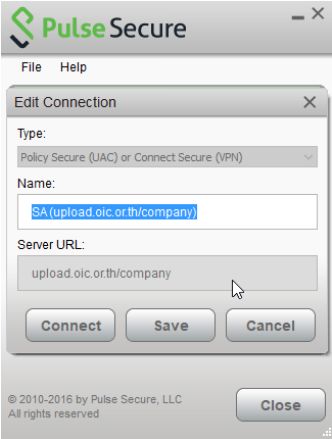 Pulse Secure
File Help
Edit Connection
Type:
Policy Secure (UAC) or Connect Secure (VPN)
Name:
SA(upload.oic.or.th/company)
Server URL:
upload.oic.or.th/company
Connect Save Cancel
© 2010-2016 by Pulse Secure, LLC
All rights reserved
Close